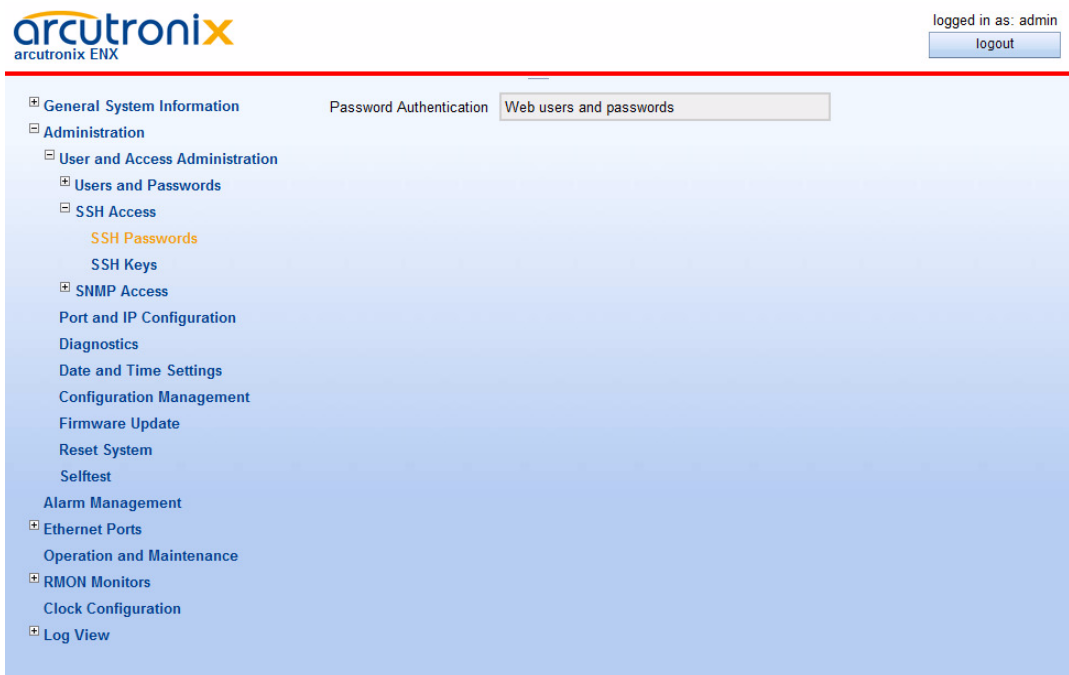 arcutronix
arcutronix ENX
logged in as: admin
logout
General System Information
Administration
User and Access Administration
Users and Passwords
SSH Access
SSH Passwords
SSH Keys
SNMP Access
Port and IP Configuration
Diagnostics
Date and Time Settings
Configuration Management
Firmware Update
Reset System
Selftest
Alarm Management
Ethernet Ports
Operation and Maintenance
RMON Monitors
Clock Configuration
Log View
Password Authentication Web users and passwords